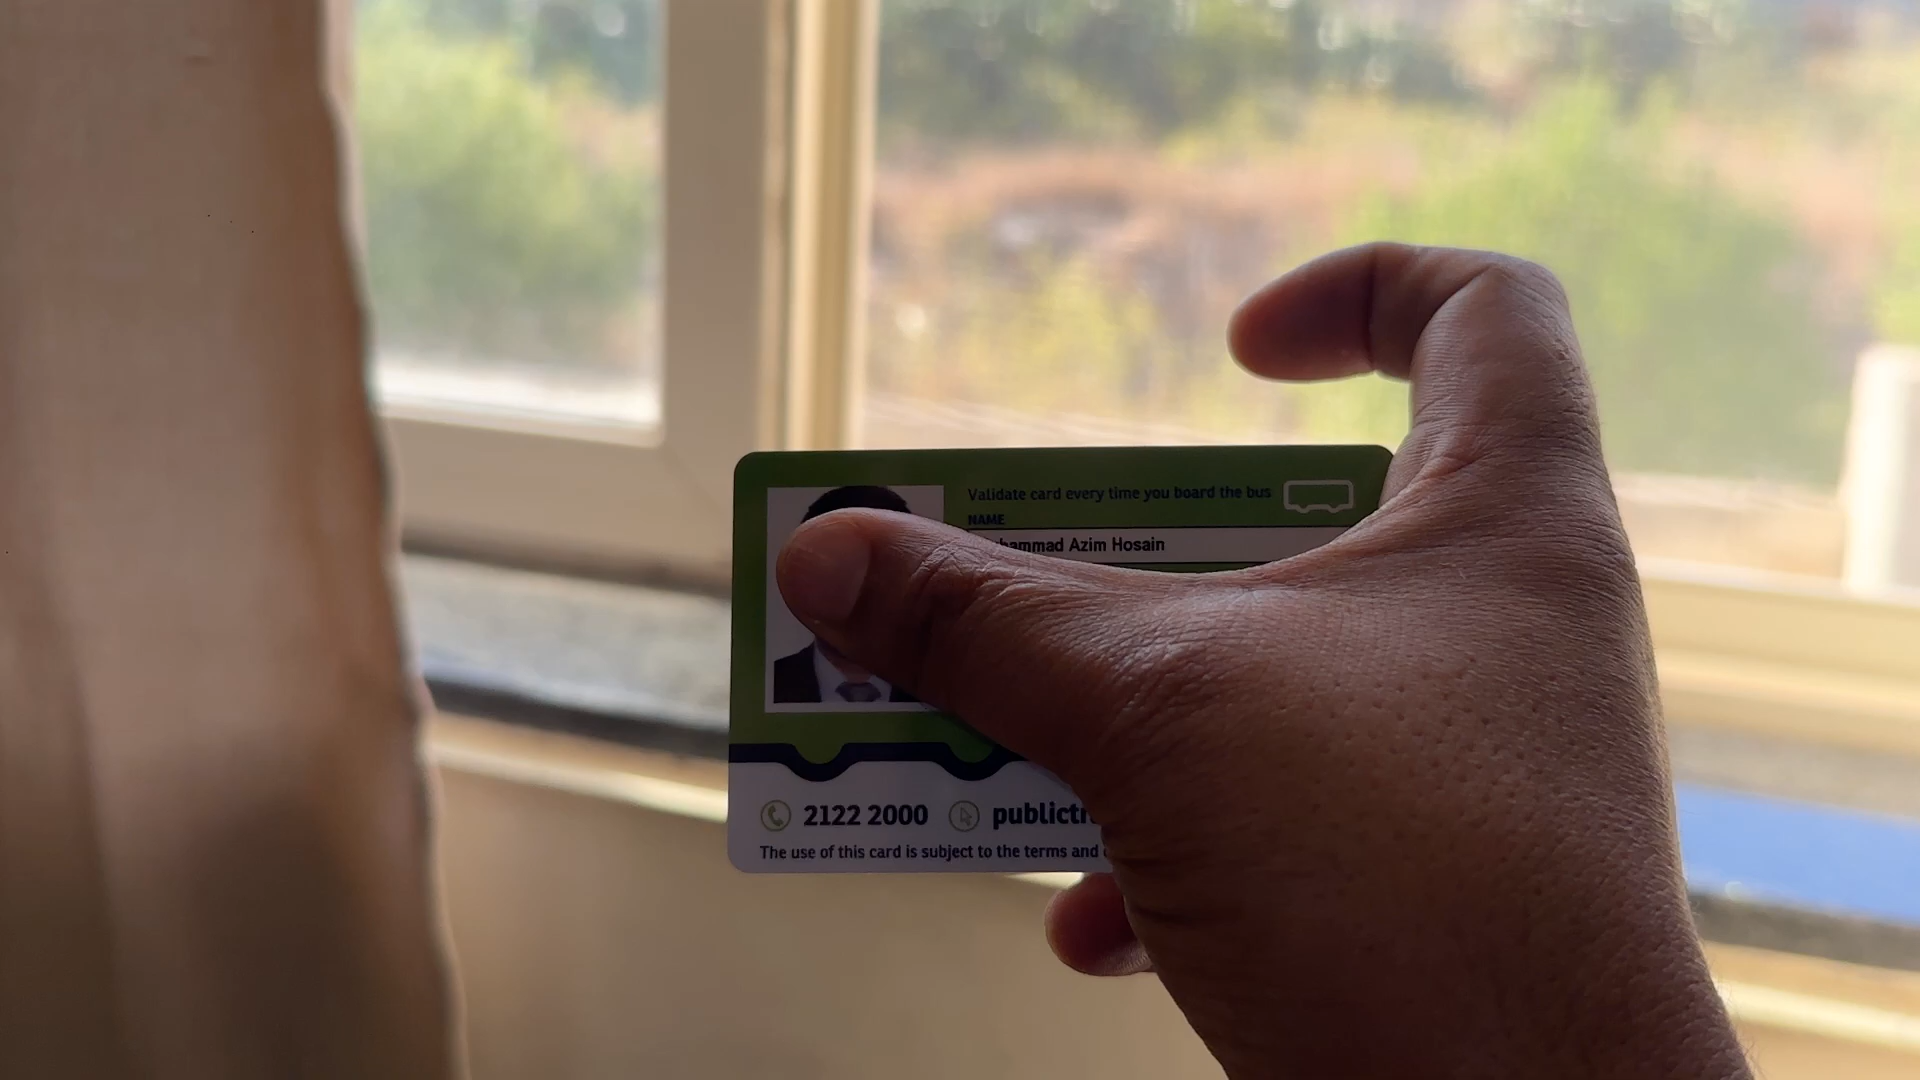 Validate card every time you board the bus
NAME
Azim Hosain
2122 2000
The use of this card is subject to the terms and